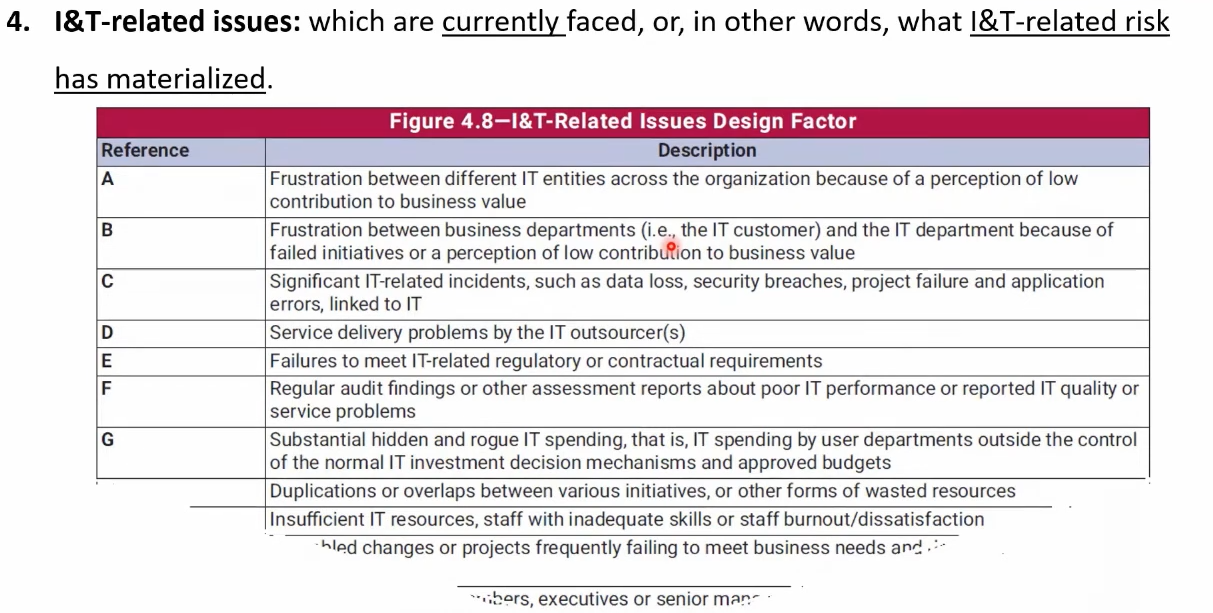 4. I&T-related issues: which are currently faced, or, in other words, what I&T-related risk
has materialized.
Figure 4.8—I&T-Related Issues Design Factor
Reference Description
A Frustration between different IT entities across the organization because of a perception of low
contribution to business value
B Frustration between business departments (i.e., the IT customer) and the IT department because of
failed initiatives or a perception of low contribution to business value
C Significant IT-related incidents, such as data loss, security breaches, project failure and application
errors, linked to IT
D Service delivery problems by the IT outsourcer(s)
E Failures to meet IT-related regulatory or contractual requirements
F Regular audit findings or other assessment reports about poor IT performance or reported IT quality or
service problems
G Substantial hidden and rogue IT spending, that is, IT spending by user departments outside the control
of the normal IT investment decision mechanisms and approved budgets
Duplications or overlaps between various initiatives, or other forms of wasted resources
Insufficient IT resources, staff with inadequate skills or staff burnout/dissatisfaction
changes or projects frequently failing to meet business needs and
executives or senior